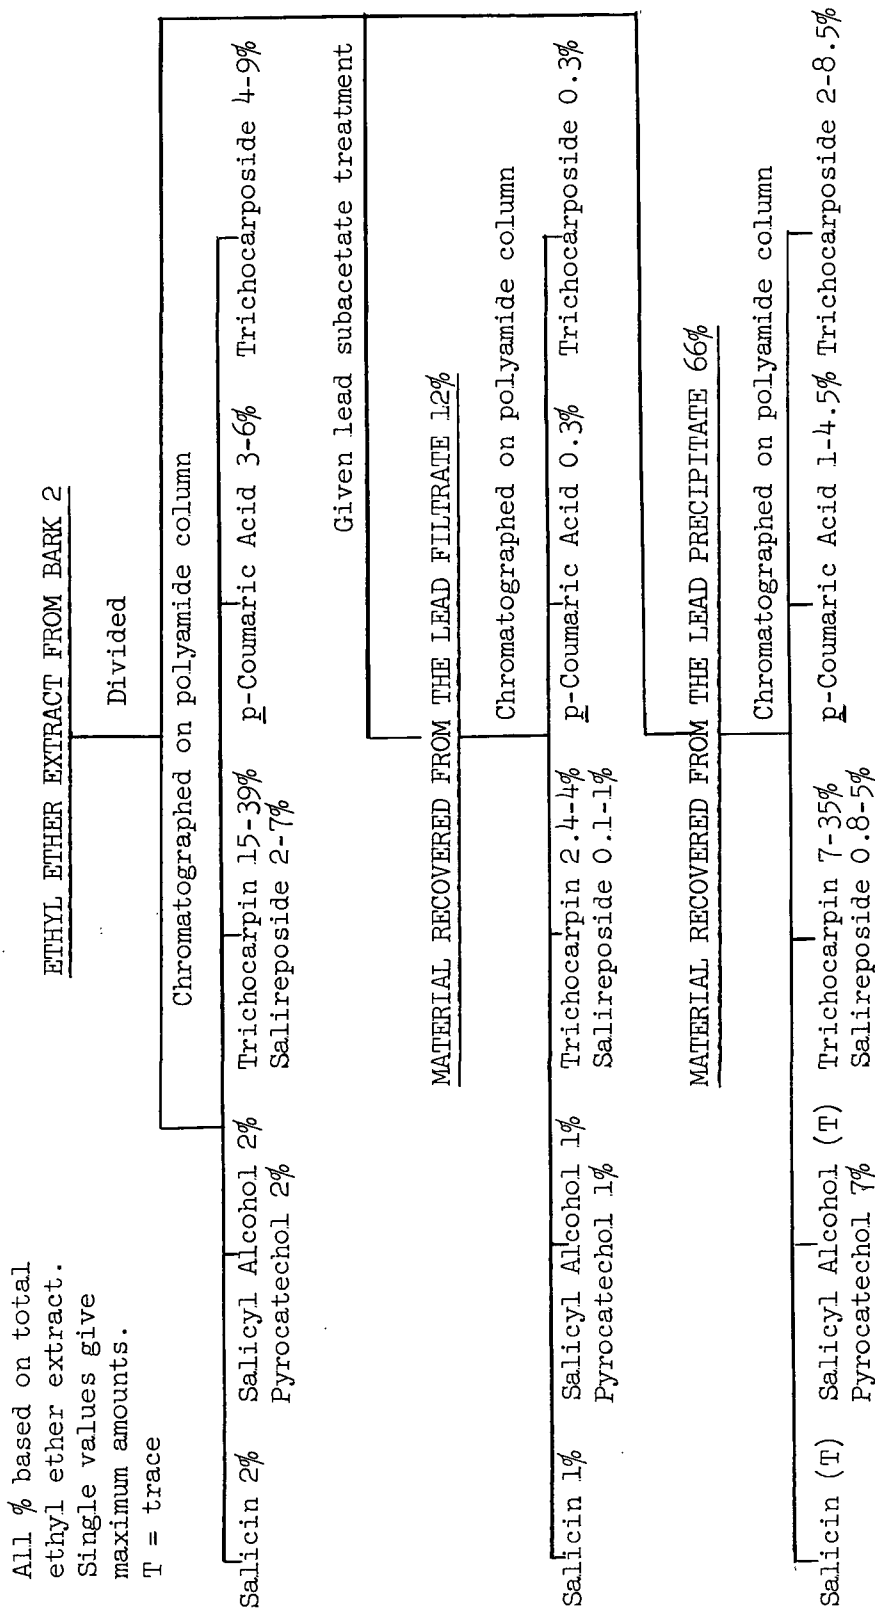 All % based on total
ethyl ether extract.
Single values give
maximum amounts.
T = trace
ETHYL ETHER EXTRACT FROM BARK 2
Divided
Chromatographed on polyamide column
Salicin 2% Salicyl Alcohol 2% Trichocarpin 15-39% p-Coumaric Acid 3-6% Trichocarposide 4-9%
Pyrocatechol 2% Salireposide 2-7%
Given lead subacetate treatment
MATERIAL RECOVERED FROM THE LEAD FILTRATE 12%
Chromatographed on polyamide column
Salicin 1% Salicyl Alcohol 1% Trichocarpin 2.4-4% p-Coumaric Acid 0.3% Trichocarposide 0.3%
Pyrocatechol 1% Salireposide 0.1-1%
MATERIAL RECOVERED FROM THE LEAD PRECIPITATE 66%
Chromatographed on polyamide column
Salicin (T) Salicyl Alcohol (T) Trichocarpin 7-35% p-Coumaric Acid 1-4.5% Trichocarposide 2-8.5%
Pyrocatechol 7% Salireposide 0.8-5%